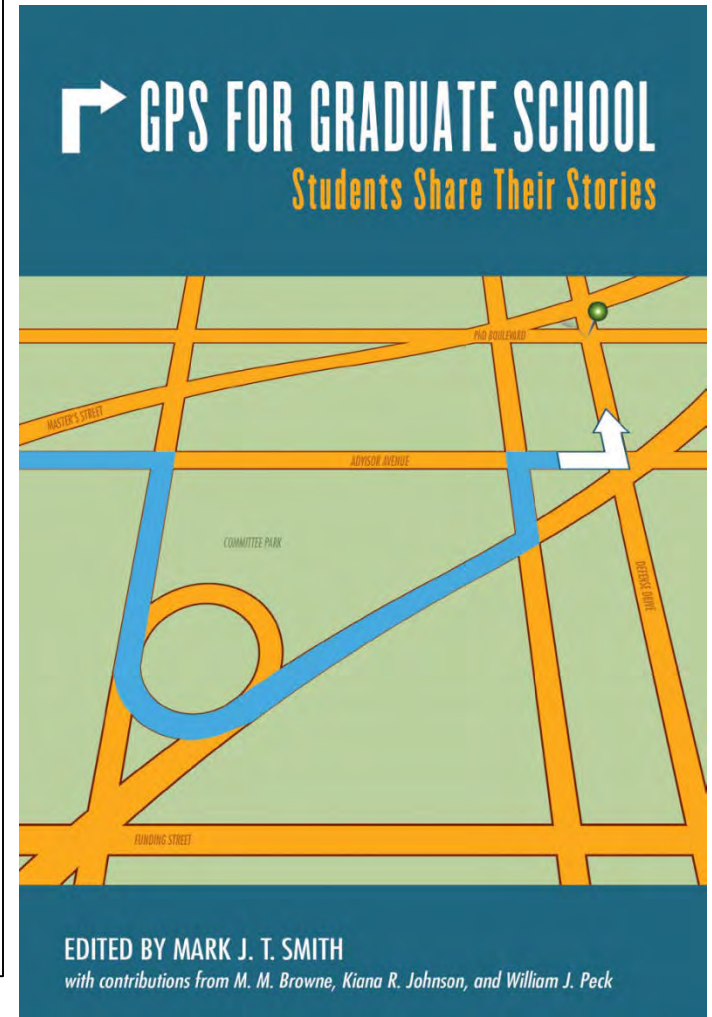 GPS FOR GRADUATE SCHOOL
Students Share Their Stories
PhD BOULEVARD
MASTER'S STREET
ADVISOR AVENUE
COMMITTEE PARK
DEFENSE DRIVE
FUNDING STREET
EDITED BY MARK J. T. SMITH
with contributions from M. M. Browne, Kiana R. Johnson, and William J. Peck